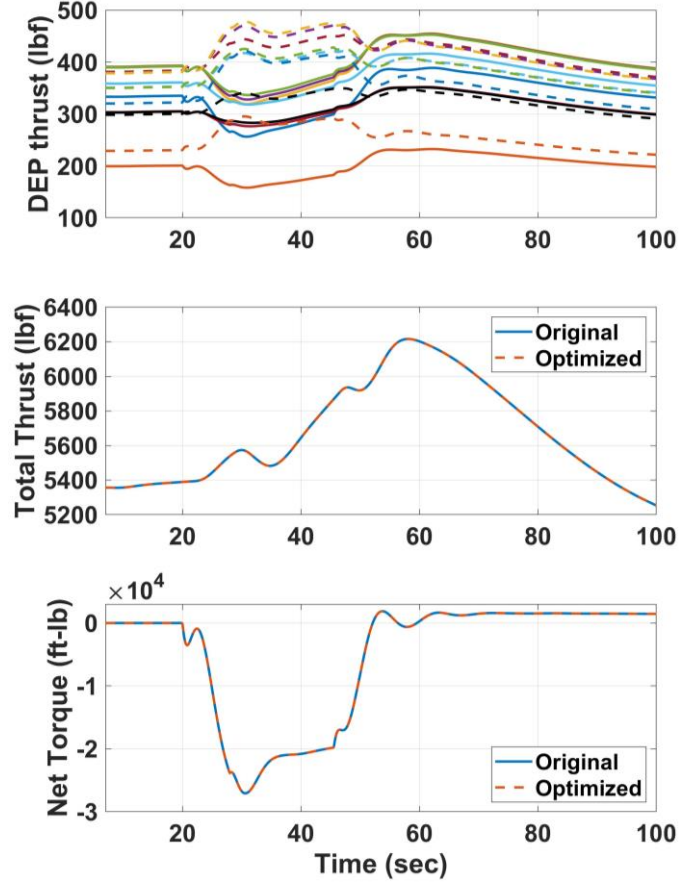 DEP thrust (lbf)
500
400
300
200
100
20 40 60 80 100
Total Thrust (lbf)
6400
6200
6000
5800
5600
5400
5200
Original
Optimized
20 40 60 80 100
Net Torque (ft-lb)
×10⁴
0
-1
-2
-3
Original
Optimized
20 40 60 80 100
Time (sec)